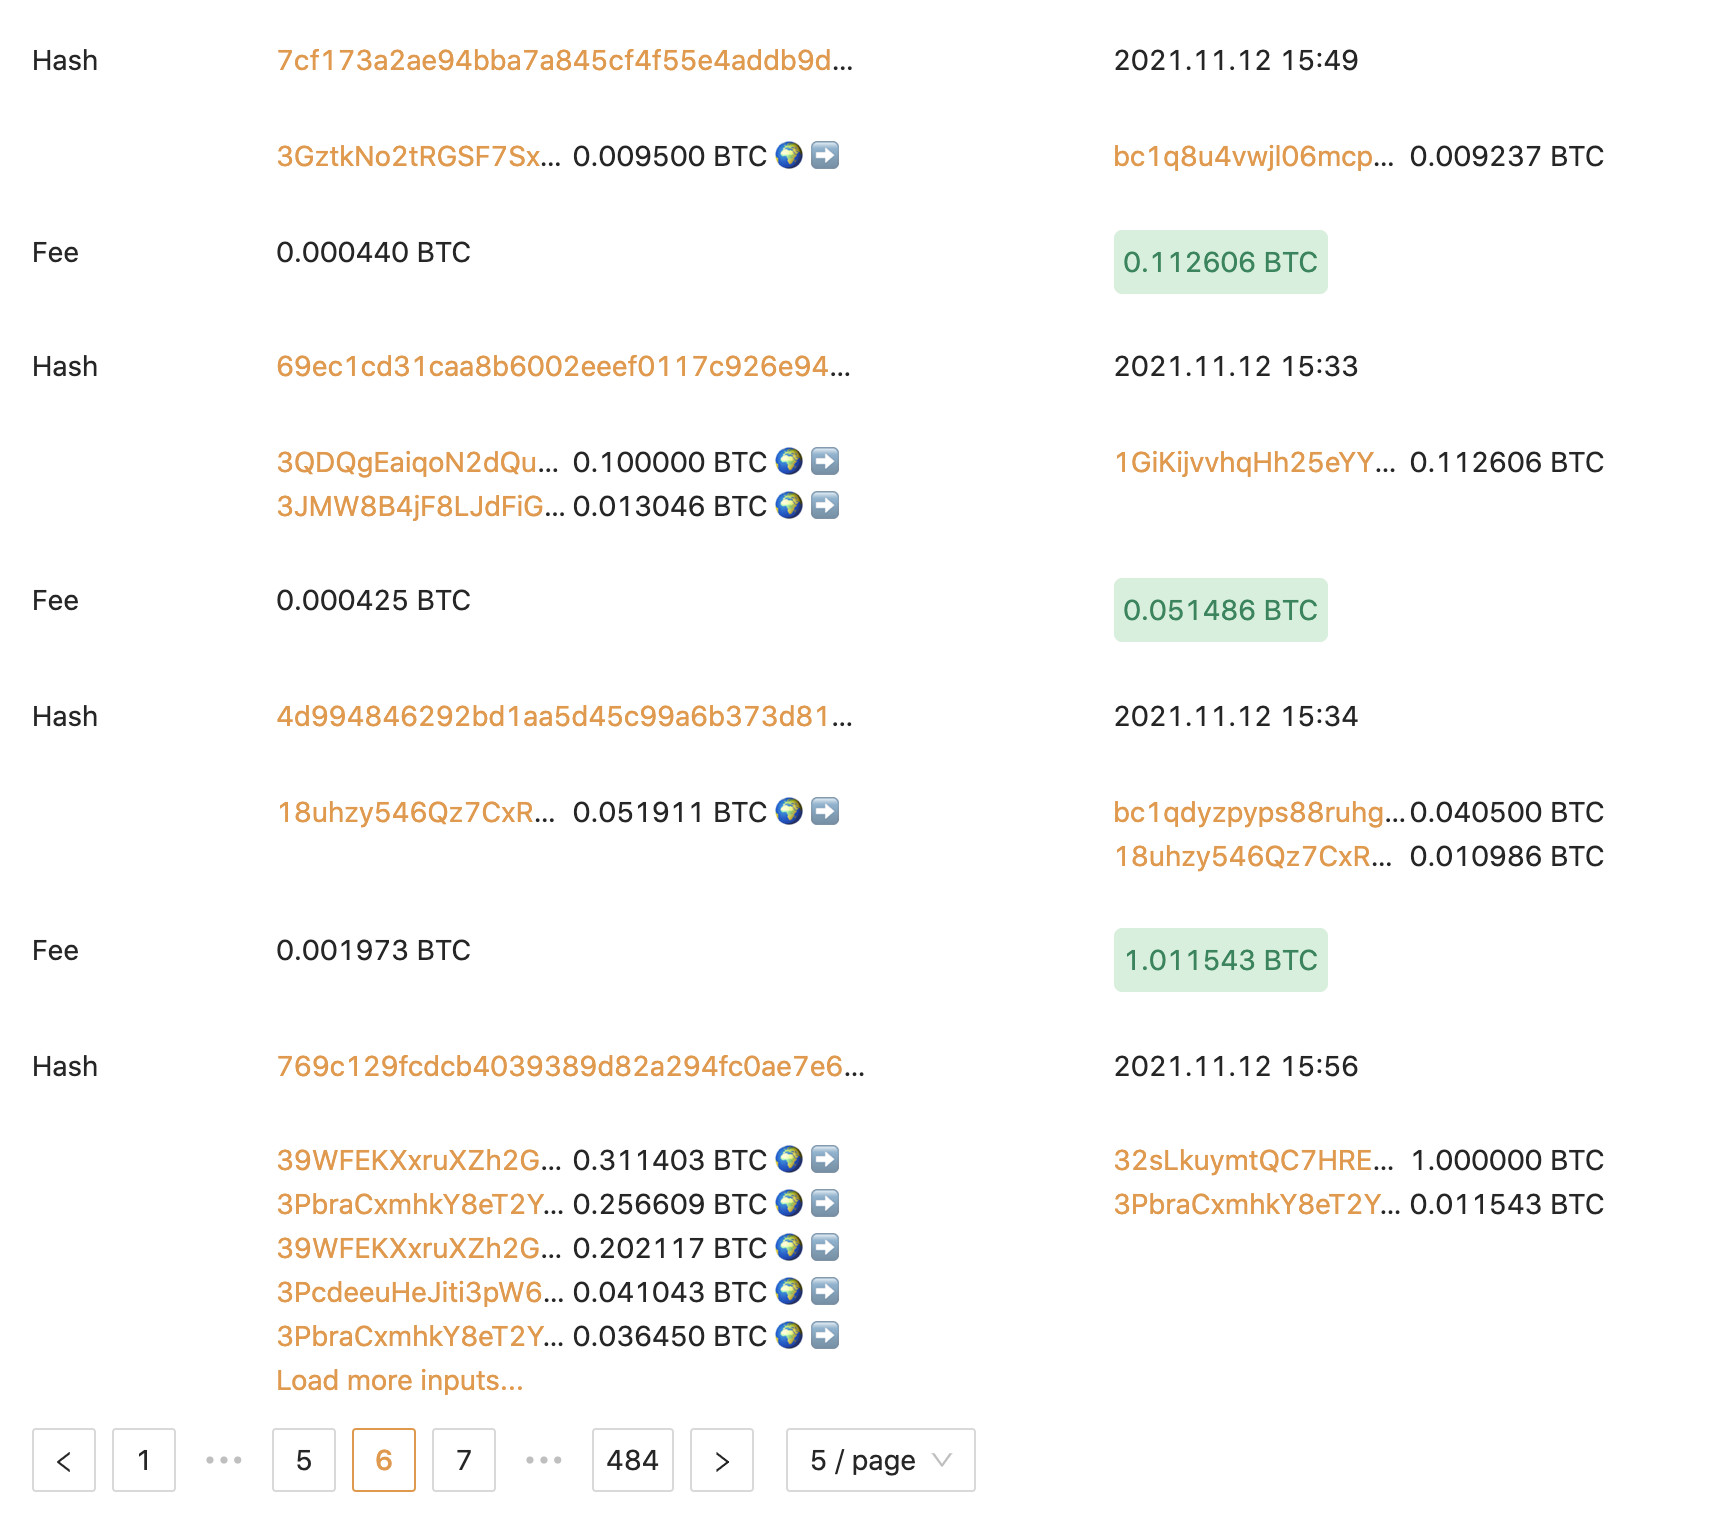 Hash 7cf173a2ae94bba7a845cf4f55e4addb9d... 2021.11.12 15:49
3GztkNo2tRGSF7Sx... 0.009500 BTC 🌍 ➡️ bc1q8u4vwjl06mcp... 0.009237 BTC
Fee 0.000440 BTC 0.112606 BTC
Hash 69ec1cd31caa8b6002eeef0117c926e94... 2021.11.12 15:33
3QDQgEaiqoN2dQu... 0.100000 BTC 🌍 ➡️ 1GiKijvvhqHh25eYY... 0.112606 BTC
3JMW8B4jF8LJdFiG... 0.013046 BTC 🌍 ➡️
Fee 0.000425 BTC 0.051486 BTC
Hash 4d994846292bd1aa5d45c99a6b373d81... 2021.11.12 15:34
18uhzy546Qz7CxR... 0.051911 BTC 🌍 ➡️ bc1qdyzpyps88ruhg... 0.040500 BTC
18uhzy546Qz7CxR... 0.010986 BTC
Fee 0.001973 BTC 1.011543 BTC
Hash 769c129fcdcb4039389d82a294fc0ae7e6... 2021.11.12 15:56
39WFEKXxruXZh2G... 0.311403 BTC 🌍 ➡️ 32sLkuymtQC7HRE... 1.000000 BTC
3PbraCxmhkY8eT2Y... 0.256609 BTC 🌍 ➡️ 3PbraCxmhkY8eT2Y... 0.011543 BTC
39WFEKXxruXZh2G... 0.202117 BTC 🌍 ➡️
3PcdeeuHeJiti3pW6... 0.041043 BTC 🌍 ➡️
3PbraCxmhkY8eT2Y... 0.036450 BTC 🌍 ➡️
Load more inputs...
< 1 ••• 5 6 7 ••• 484 > 5 / page